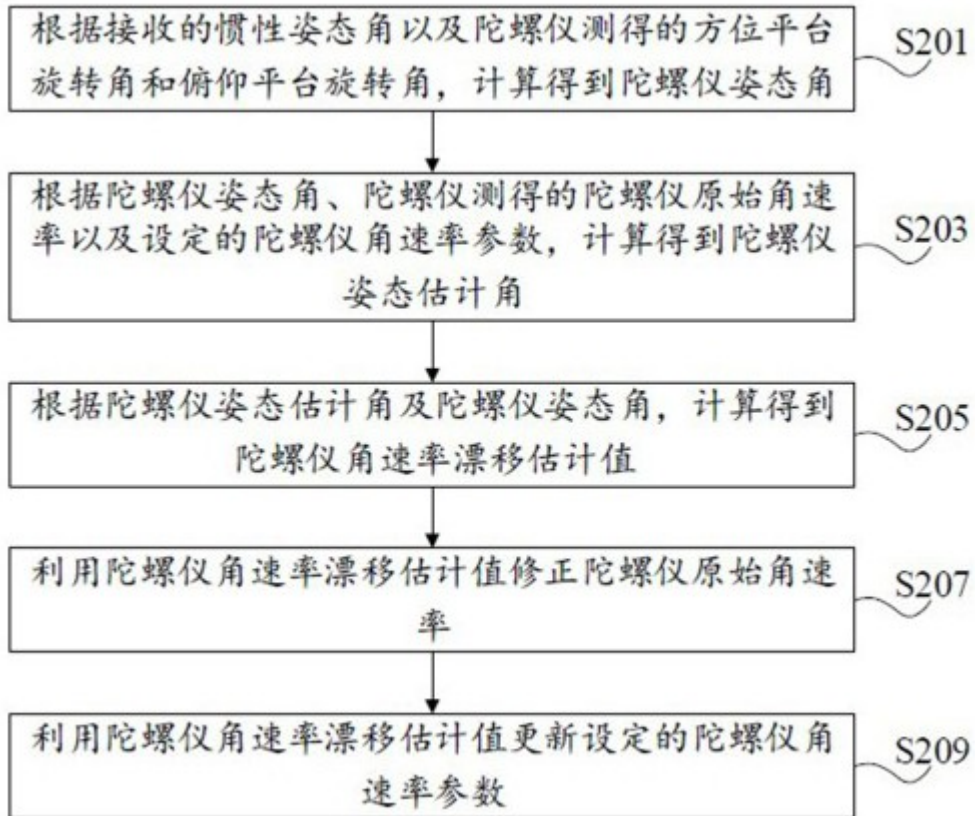 根据接收的惯性姿态角以及陀螺仪测得的方位平台
旋转角和俯仰平台旋转角，计算得到陀螺仪姿态角
S201
根据陀螺仪姿态角、陀螺仪测得的陀螺仪原始角速
率以及设定的陀螺仪角速率参数，计算得到陀螺仪
姿态估计角
S203
根据陀螺仪姿态估计角及陀螺仪姿态角，计算得到
陀螺仪角速率漂移估计值
S205
利用陀螺仪角速率漂移估计值修正陀螺仪原始角速
率
S207
利用陀螺仪角速率漂移估计值更新设定的陀螺仪角
速率参数
S209